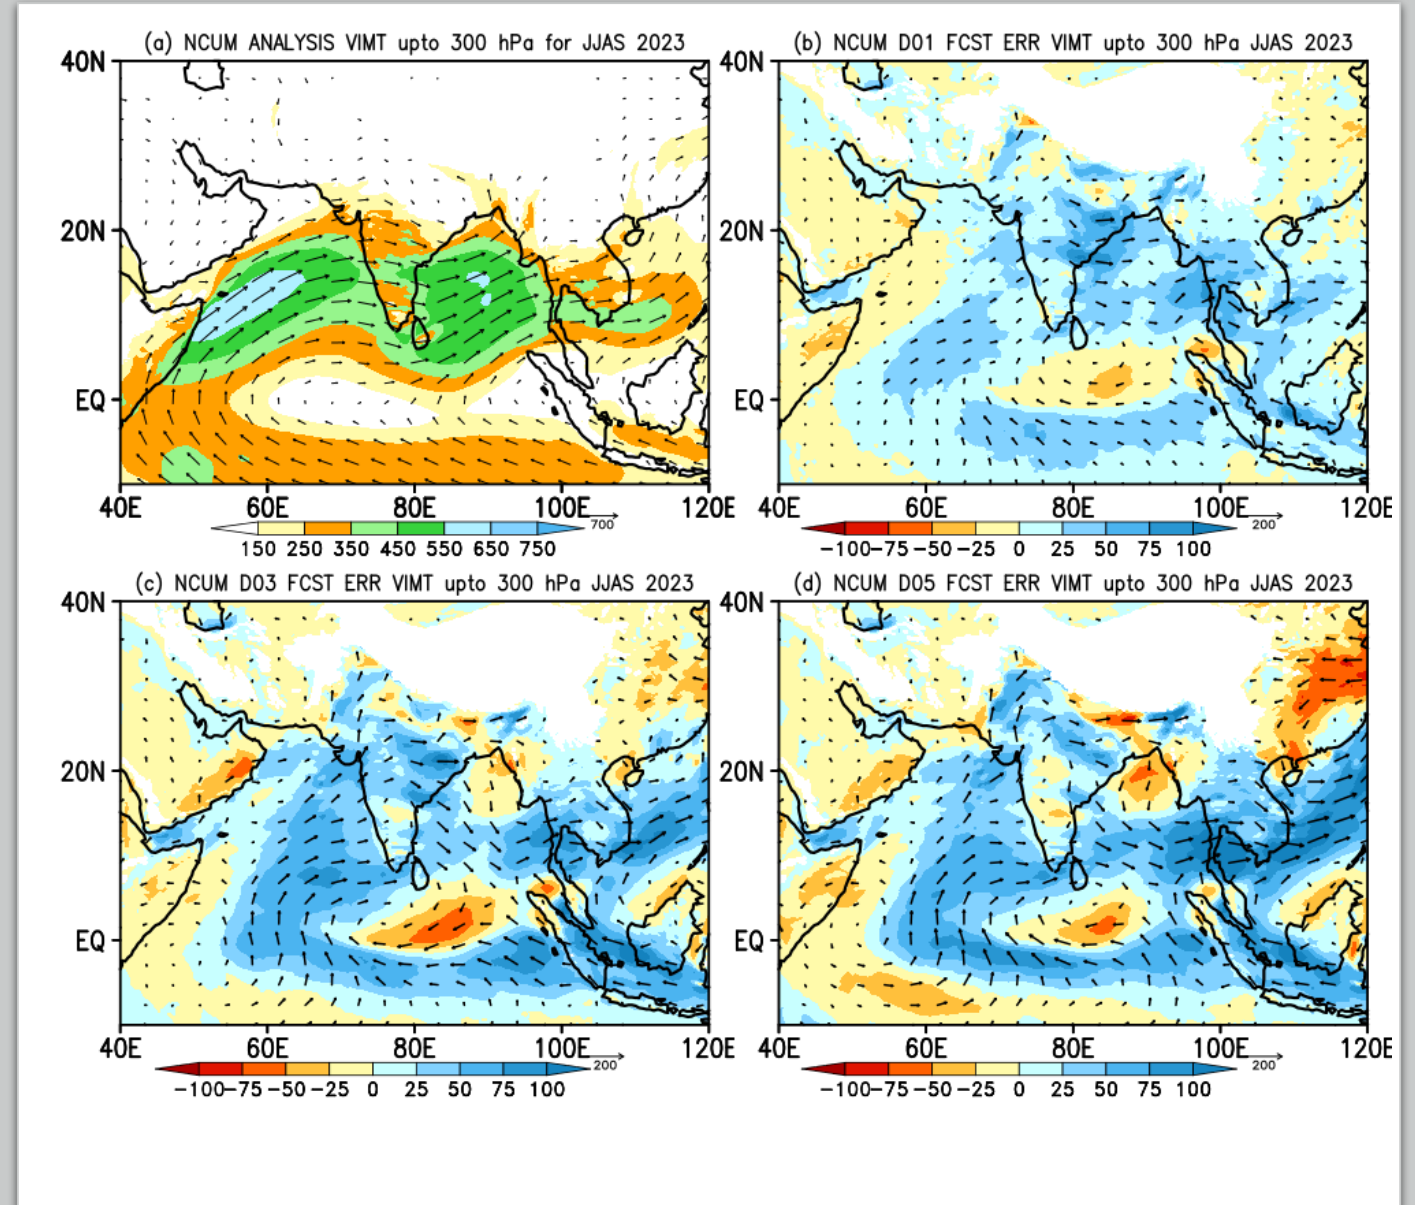 (a) NCUM ANALYSIS VIMT upto 300 hPa for JJAS 2023
40N
20N
EQ
40E 60E 80E 100E 120E
700
150 250 350 450 550 650 750
(b) NCUM D01 FCST ERR VIMT upto 300 hPa JJAS 2023
40N
20N
EQ
40E 60E 80E 100E 120E
200
−100 −75 −50 −25 0 25 50 75 100
(c) NCUM D03 FCST ERR VIMT upto 300 hPa JJAS 2023
40N
20N
EQ
40E 60E 80E 100E 120E
200
−100 −75 −50 −25 0 25 50 75 100
(d) NCUM D05 FCST ERR VIMT upto 300 hPa JJAS 2023
40N
20N
EQ
40E 60E 80E 100E 120E
200
−100 −75 −50 −25 0 25 50 75 100